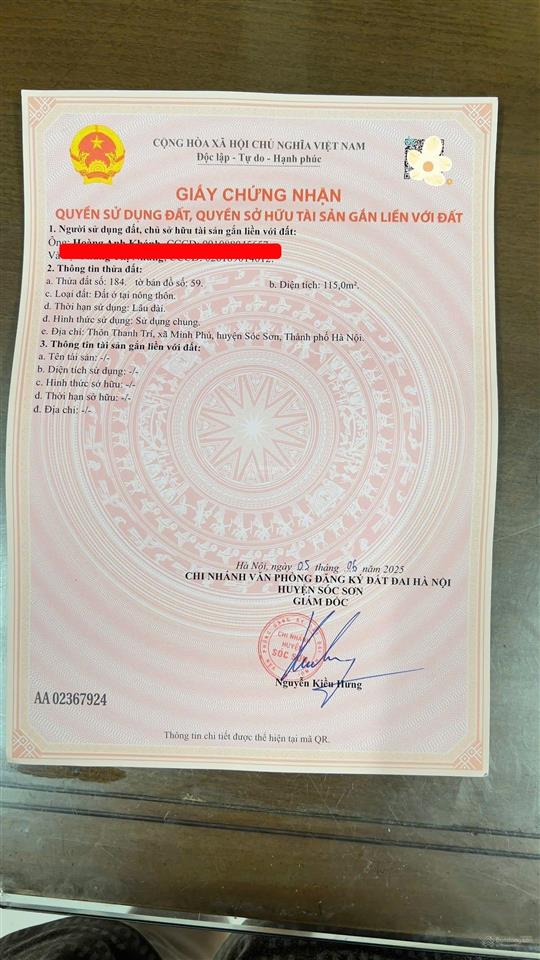 CỘNG HÒA XÃ HỘI CHỦ NGHĨA VIỆT NAM
Độc lập - Tự do - Hạnh phúc
GIẤY CHỨNG NHẬN
QUYỀN SỬ DỤNG ĐẤT, QUYỀN SỞ HỮU TÀI SẢN GẮN LIỀN VỚI ĐẤT
1. Người sử dụng đất, chủ sở hữu tài sản gắn liền với đất:
Ông:
Và
2. Thông tin thửa đất:
a. Thửa đất số: 184. tờ bản đồ số: 59. b. Diện tích: 115,0m².
c. Loại đất: Đất ở tại nông thôn.
d. Thời hạn sử dụng: Lâu dài.
đ. Hình thức sử dụng: Sử dụng chung.
e. Địa chỉ: Thôn Thanh Trí, xã Minh Phú, huyện Sóc Sơn, Thành phố Hà Nội.
3. Thông tin tài sản gắn liền với đất:
a. Tên tài sản: -/-
b. Diện tích sử dụng: -/-
c. Hình thức sở hữu: -/-
d. Thời hạn sở hữu: -/-
đ. Địa chỉ: -/-
Hà Nội, ngày 05 tháng 06 năm 2025
CHI NHÁNH VĂN PHÒNG ĐĂNG KÝ ĐẤT ĐAI HÀ NỘI
HUYỆN SÓC SƠN
GIÁM ĐỐC
CHI NHÁNH
HUYỆN
SÓC SƠN
Nguyễn Kiều Hưng
AA 02367924
Thông tin chi tiết được thể hiện tại mã QR.